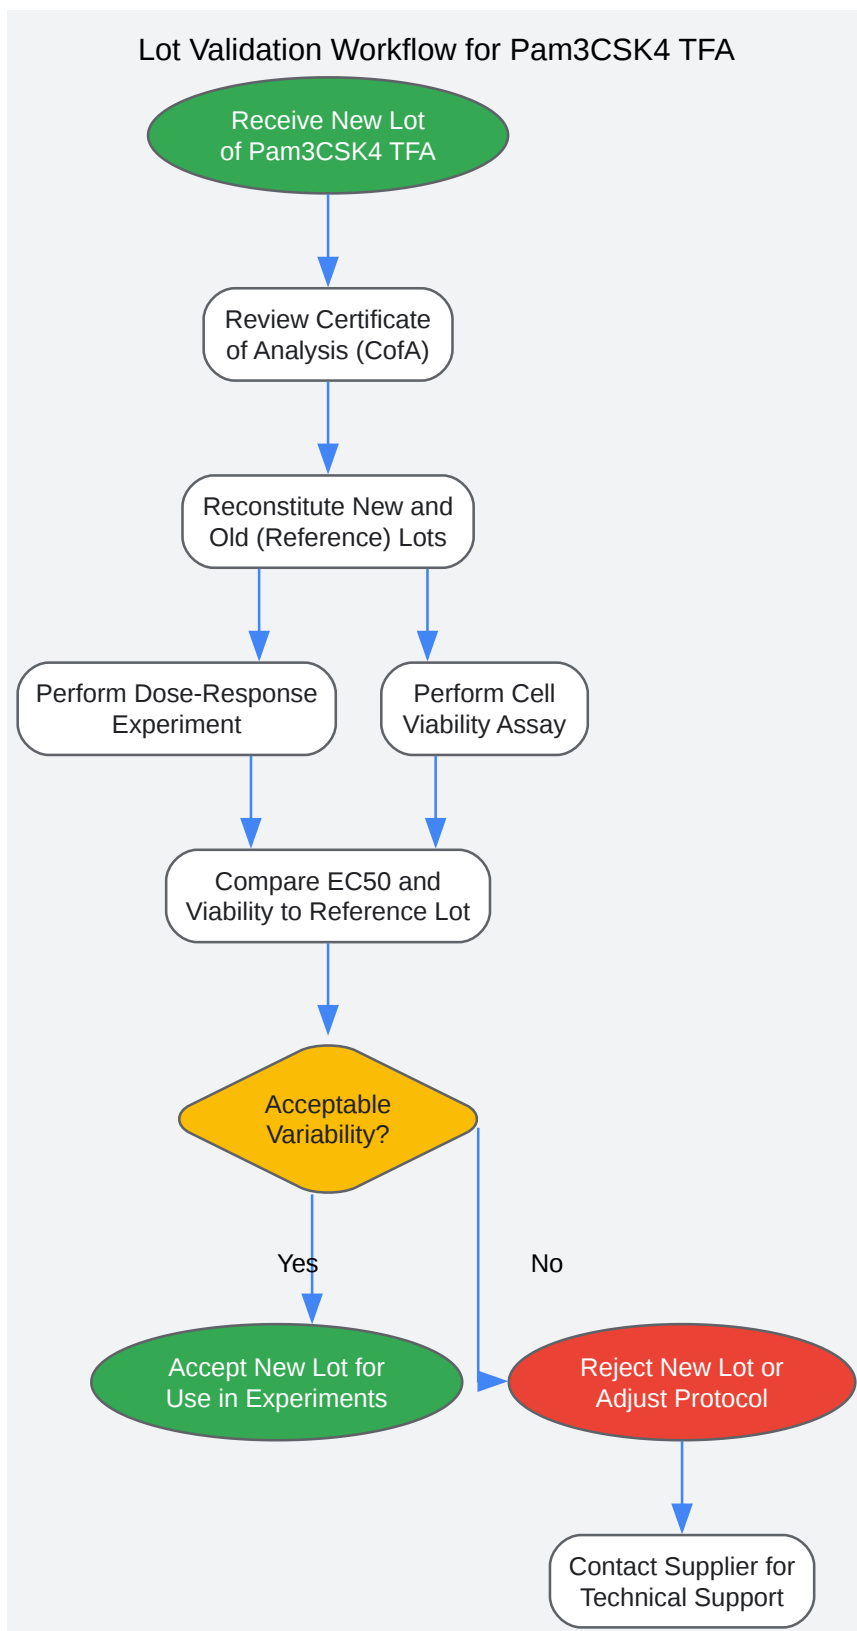 Lot Validation Workflow for Pam3CSK4 TFA
Receive New Lot
of Pam3CSK4 TFA
Review Certificate
of Analysis (CofA)
Reconstitute New and
Old (Reference) Lots
Perform Dose-Response
Experiment
Perform Cell
Viability Assay
Compare EC50 and
Viability to Reference Lot
Acceptable
Variability?
Yes
No
Accept New Lot for
Use in Experiments
Reject New Lot or
Adjust Protocol
Contact Supplier for
Technical Support